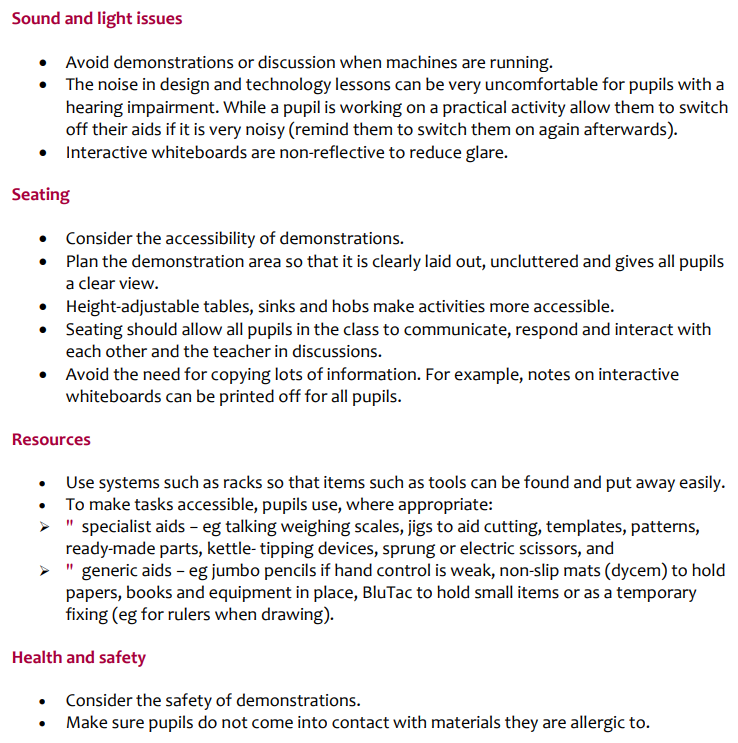 Sound and light issues
• Avoid demonstrations or discussion when machines are running.
• The noise in design and technology lessons can be very uncomfortable for pupils with a
hearing impairment. While a pupil is working on a practical activity allow them to switch
off their aids if it is very noisy (remind them to switch them on again afterwards).
• Interactive whiteboards are non-reflective to reduce glare.
Seating
• Consider the accessibility of demonstrations.
• Plan the demonstration area so that it is clearly laid out, uncluttered and gives all pupils
a clear view.
• Height-adjustable tables, sinks and hobs make activities more accessible.
• Seating should allow all pupils in the class to communicate, respond and interact with
each other and the teacher in discussions.
• Avoid the need for copying lots of information. For example, notes on interactive
whiteboards can be printed off for all pupils.
Resources
• Use systems such as racks so that items such as tools can be found and put away easily.
• To make tasks accessible, pupils use, where appropriate:
➢ " specialist aids – eg talking weighing scales, jigs to aid cutting, templates, patterns,
ready-made parts, kettle- tipping devices, sprung or electric scissors, and
➢ " generic aids – eg jumbo pencils if hand control is weak, non-slip mats (dycem) to hold
papers, books and equipment in place, BluTac to hold small items or as a temporary
fixing (eg for rulers when drawing).
Health and safety
• Consider the safety of demonstrations.
• Make sure pupils do not come into contact with materials they are allergic to.